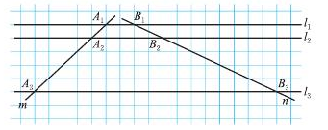 A₁ B₁ l₁
A₂ B₂ l₂
A₃ B₃ l₃
m n